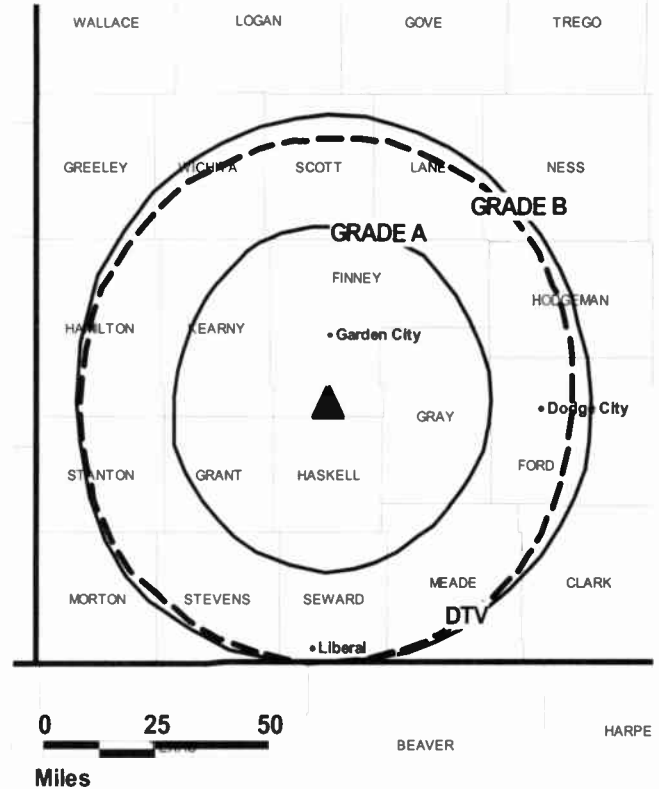 WALLACE LOGAN GOVE TREGO
GREELEY WICHITA SCOTT LANE NESS
GRADE B
GRADE A
FINNEY
HODGEMAN
HAMILTON KEARNY Garden City
GRAY Dodge City
STANTON GRANT HASKELL FORD
MORTON STEVENS SEWARD MEADE CLARK
DTV
Liberal
0 25 50
BEAVER HARPE
Miles